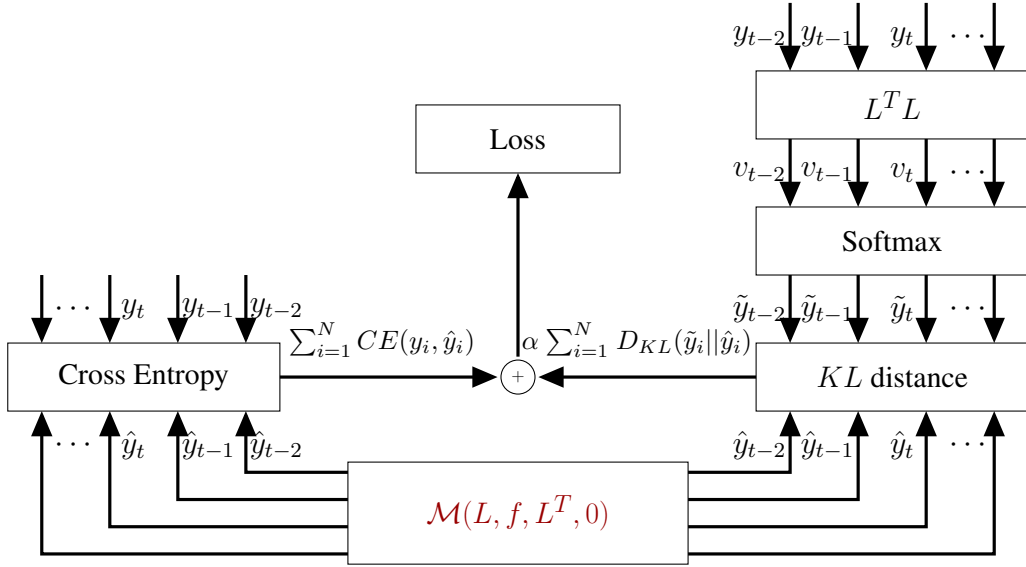 y_{t−2} y_{t−1} y_t ...
L^T L
v_{t−2} v_{t−1} v_t ...
Loss
Softmax
... y_t y_{t−1} y_{t−2}
ỹ_{t−2} ỹ_{t−1} ỹ_t ...
∑_{i=1}^N CE(y_i, ŷ_i)
α ∑_{i=1}^N D_{KL}(ỹ_i||ŷ_i)
Cross Entropy
+
KL distance
... ŷ_t ŷ_{t−1} ŷ_{t−2}
ŷ_{t−2} ŷ_{t−1} ŷ_t ...
ℳ(L, f, L^T, 0)